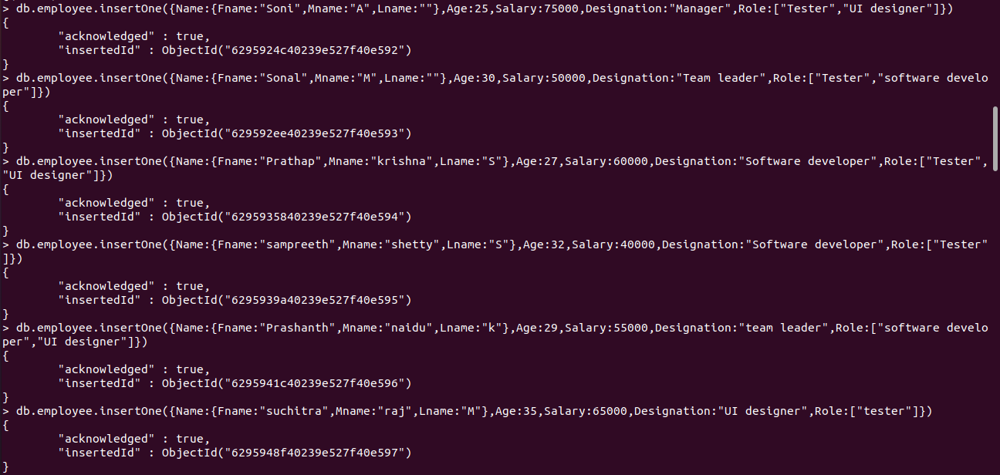 > db.employee.insertOne({Name:{Fname:"Soni",Mname:"A",Lname:""},Age:25,Salary:75000,Designation:"Manager",Role:["Tester","UI designer"]})
{
        "acknowledged" : true,
        "insertedId" : ObjectId("6295924c40239e527f40e592")
}
> db.employee.insertOne({Name:{Fname:"Sonal",Mname:"M",Lname:""},Age:30,Salary:50000,Designation:"Team leader",Role:["Tester","software develo
per"]})
{
        "acknowledged" : true,
        "insertedId" : ObjectId("629592ee40239e527f40e593")
}
> db.employee.insertOne({Name:{Fname:"Prathap",Mname:"krishna",Lname:"S"},Age:27,Salary:60000,Designation:"Software developer",Role:["Tester",
"UI designer"]})
{
        "acknowledged" : true,
        "insertedId" : ObjectId("6295935840239e527f40e594")
}
> db.employee.insertOne({Name:{Fname:"sampreeth",Mname:"shetty",Lname:"S"},Age:32,Salary:40000,Designation:"Software developer",Role:["Tester"
]})
{
        "acknowledged" : true,
        "insertedId" : ObjectId("6295939a40239e527f40e595")
}
> db.employee.insertOne({Name:{Fname:"Prashanth",Mname:"naidu",Lname:"k"},Age:29,Salary:55000,Designation:"team leader",Role:["software develo
per","UI designer"]})
{
        "acknowledged" : true,
        "insertedId" : ObjectId("6295941c40239e527f40e596")
}
> db.employee.insertOne({Name:{Fname:"suchitra",Mname:"raj",Lname:"M"},Age:35,Salary:65000,Designation:"UI designer",Role:["tester"]})
{
        "acknowledged" : true,
        "insertedId" : ObjectId("6295948f40239e527f40e597")
}